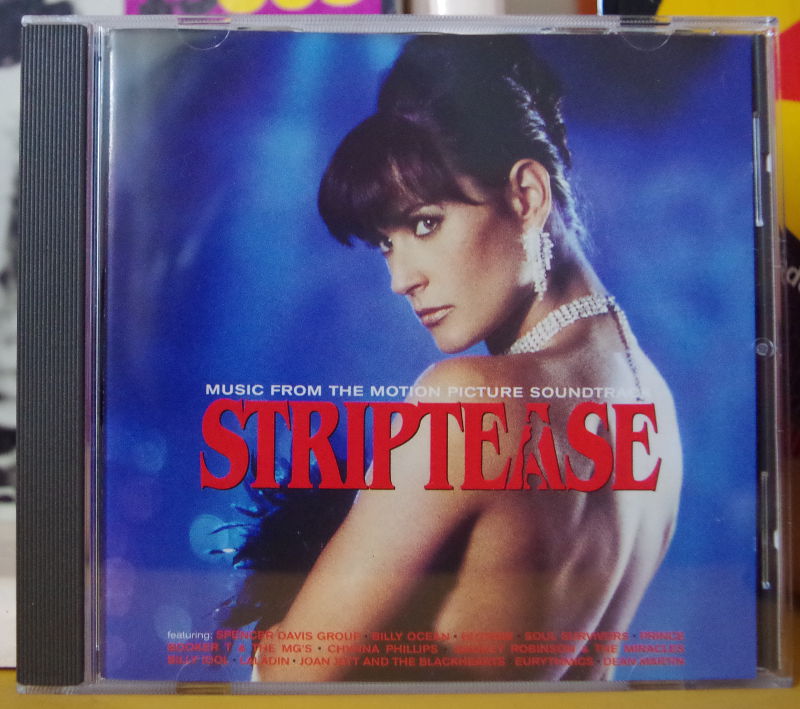 MUSIC FROM THE MOTION PICTURE SOUNDTRACK
STRIPTEASE
featuring: SPENCER DAVIS GROUP · BILLY OCEAN · BLONDIE · SOUL SURVIVORS · PRINCE
BOOKER T & THE MG'S · CHYNNA PHILLIPS · SMOKEY ROBINSON & THE MIRACLES
BILLY IDOL · LALADIN · JOAN JETT AND THE BLACKHEARTS EURYTHMICS · DEAN MARTIN